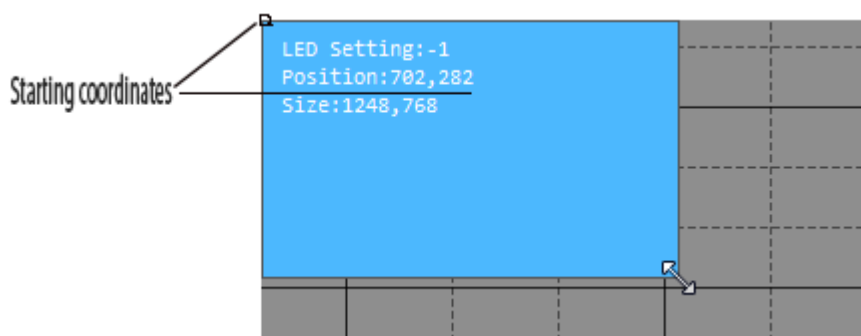 LED Setting:-1
Position:702,282
Starting coordinates
Size:1248,768